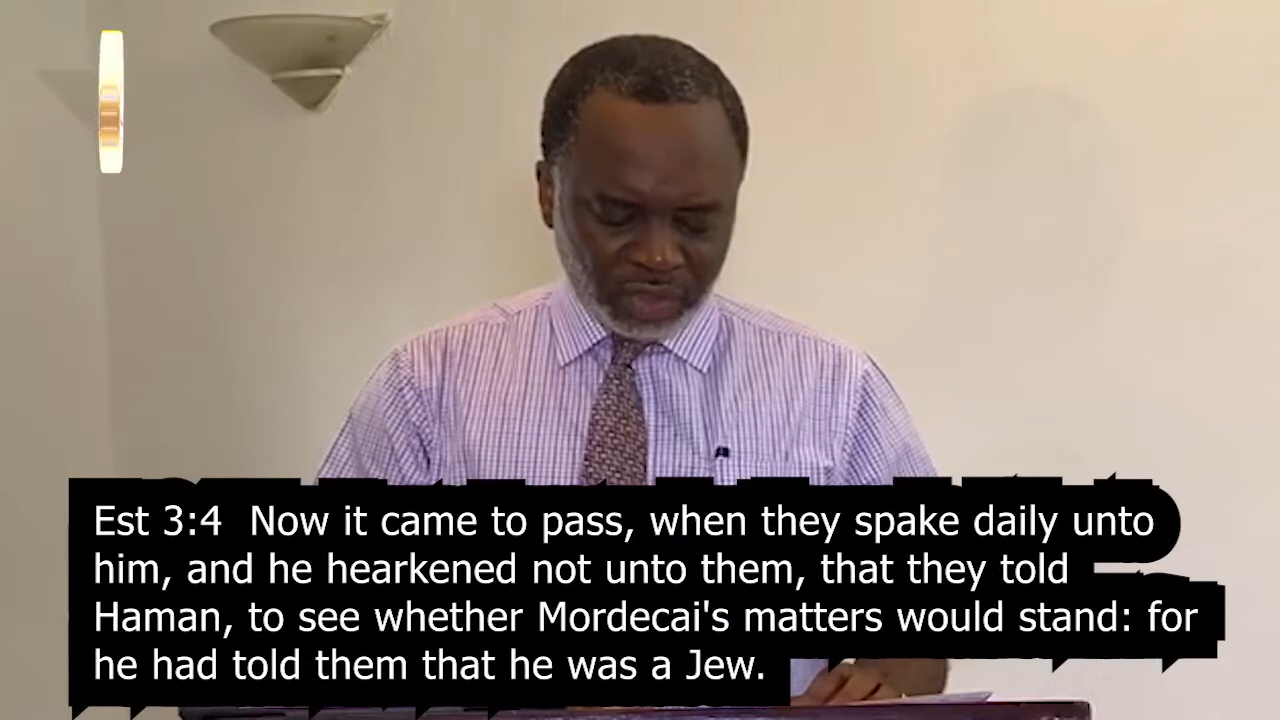 Est 3:4  Now it came to pass, when they spake daily unto
him, and he hearkened not unto them, that they told
Haman, to see whether Mordecai's matters would stand: for
he had told them that he was a Jew.